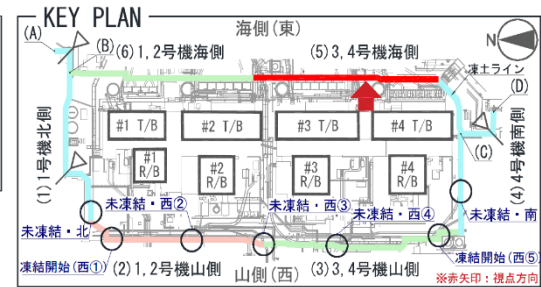 KEY PLAN
海側(東)
N
(A)
(B)
(6)1,2号機海側
(5)3,4号機海側
凍土ライン
(D)
#1 T/B
#2 T/B
#3 T/B
#4 T/B
(1)1号機北側
#1
R/B
#2
R/B
#3
R/B
#4
R/B
(C)
(4)4号機南側
未凍結・北
未凍結・西②
未凍結・西③
未凍結・西④
未凍結・南
凍結開始(西①)
(2)1,2号機山側
山側(西)
(3)3,4号機山側
凍結開始(西⑤)
※赤矢印:視点方向